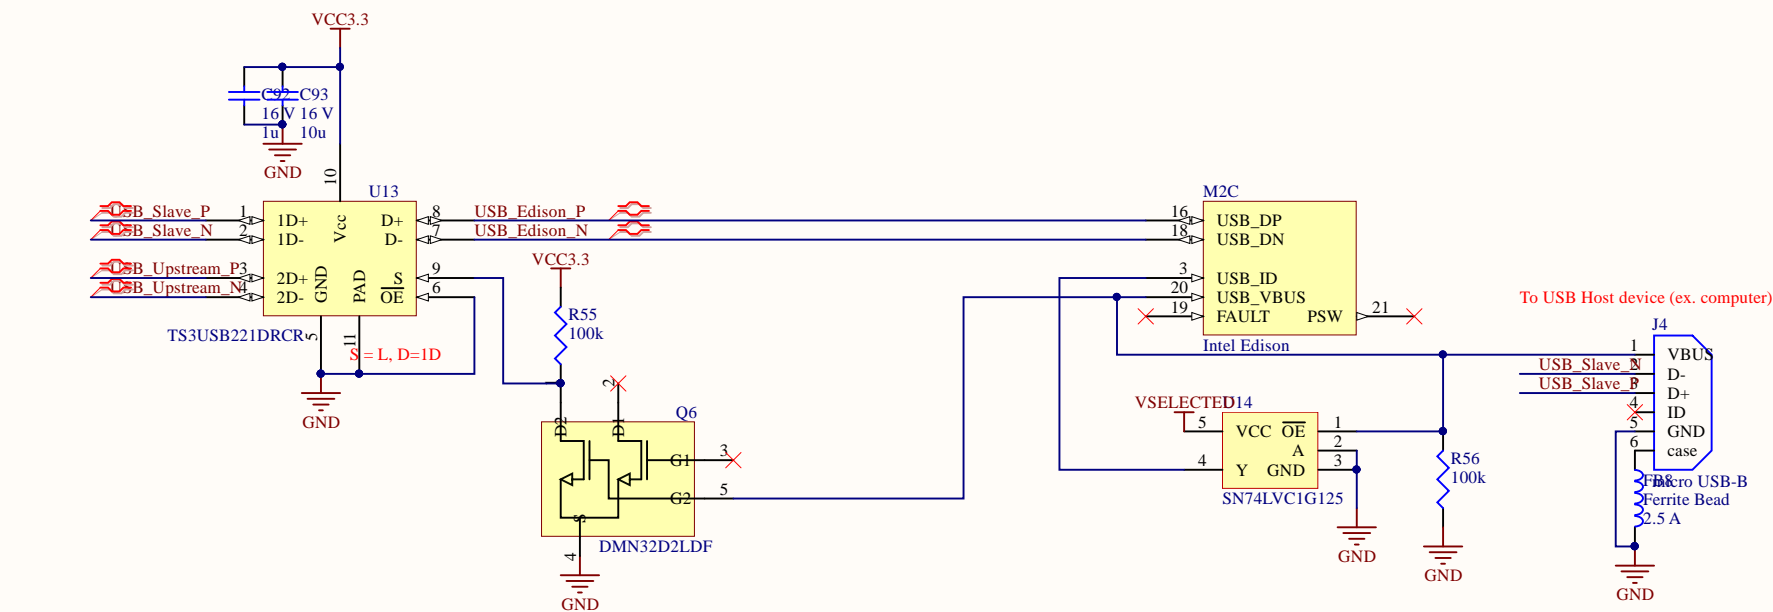 VCC3.3
C92 C93
16 V 16 V
1u 10u
GND
10
U13
M2C
USB_Slave_P 1 1D+ Vcc D+ 8 USB_Edison_P 16 USB_DP
USB_Slave_N 2 1D- D- 7 USB_Edison_N 18 USB_DN
USB_Upstream_P 3 2D+ GND PAD S 9 VCC3.3 3 USB_ID
USB_Upstream_N 4 2D- OE 6 20 USB_VBUS
To USB Host device (ex. computer)
R55
100k
19 FAULT PSW 21
J4
TS3USB221DRCR 5 11
Intel Edison
S = L, D=1D
1 VBUS
USB_Slave_N 2 D-
USB_Slave_P 3 D+
4 ID
5 GND
6 case
GND
2
VSELECTED U14
Q6
D2 D1
5 VCC OE 1
A 2
4 Y GND 3
G1 3
R56
100k
G2 5
SN74LVC1G125
FB8 micro USB-B
Ferrite Bead
2.5 A
S
DMN32D2LDF
4
GND
GND
GND
GND